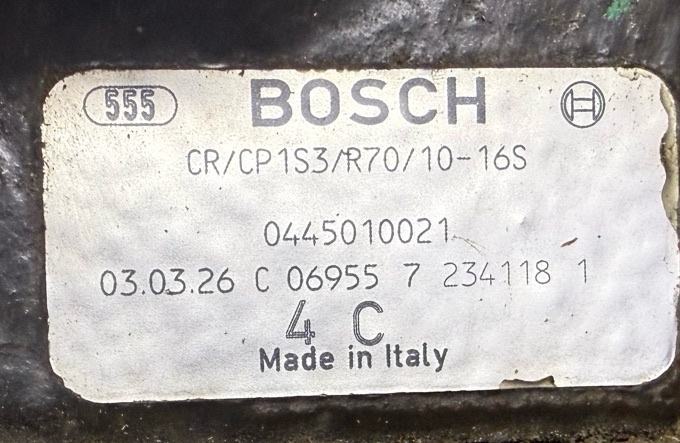 555 BOSCH
CR/CP1S3/R70/10-16S
0445010021
03.03.26 C 06955 7 234118 1
4 C
Made in Italy